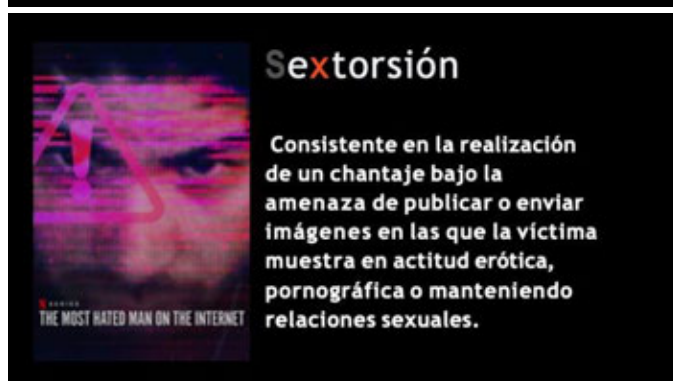 Sextorsión
Consistente en la realización
de un chantaje bajo la
amenaza de publicar o enviar
imágenes en las que la víctima
muestra en actitud erótica,
pornográfica o manteniendo
relaciones sexuales.
N SERIES
THE MOST HATED MAN ON THE INTERNET